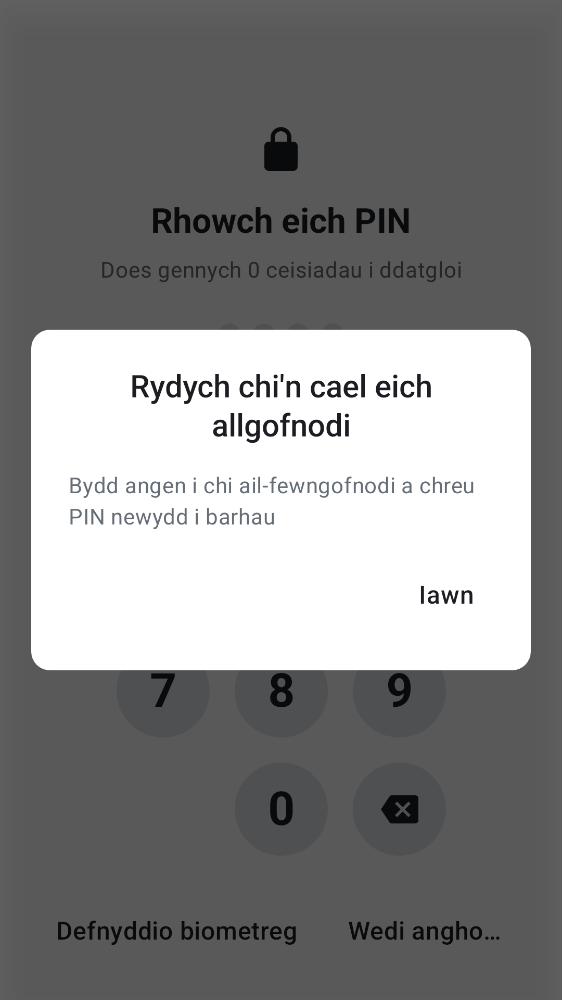 Rhowch eich PIN
Does gennych 0 ceisiadau i ddatgloi
Rydych chi'n cael eich
allgofnodi
Bydd angen i chi ail-fewngofnodi a chreu
PIN newydd i barhau
Iawn
7 8 9
0
Defnyddio biometreg Wedi angho...